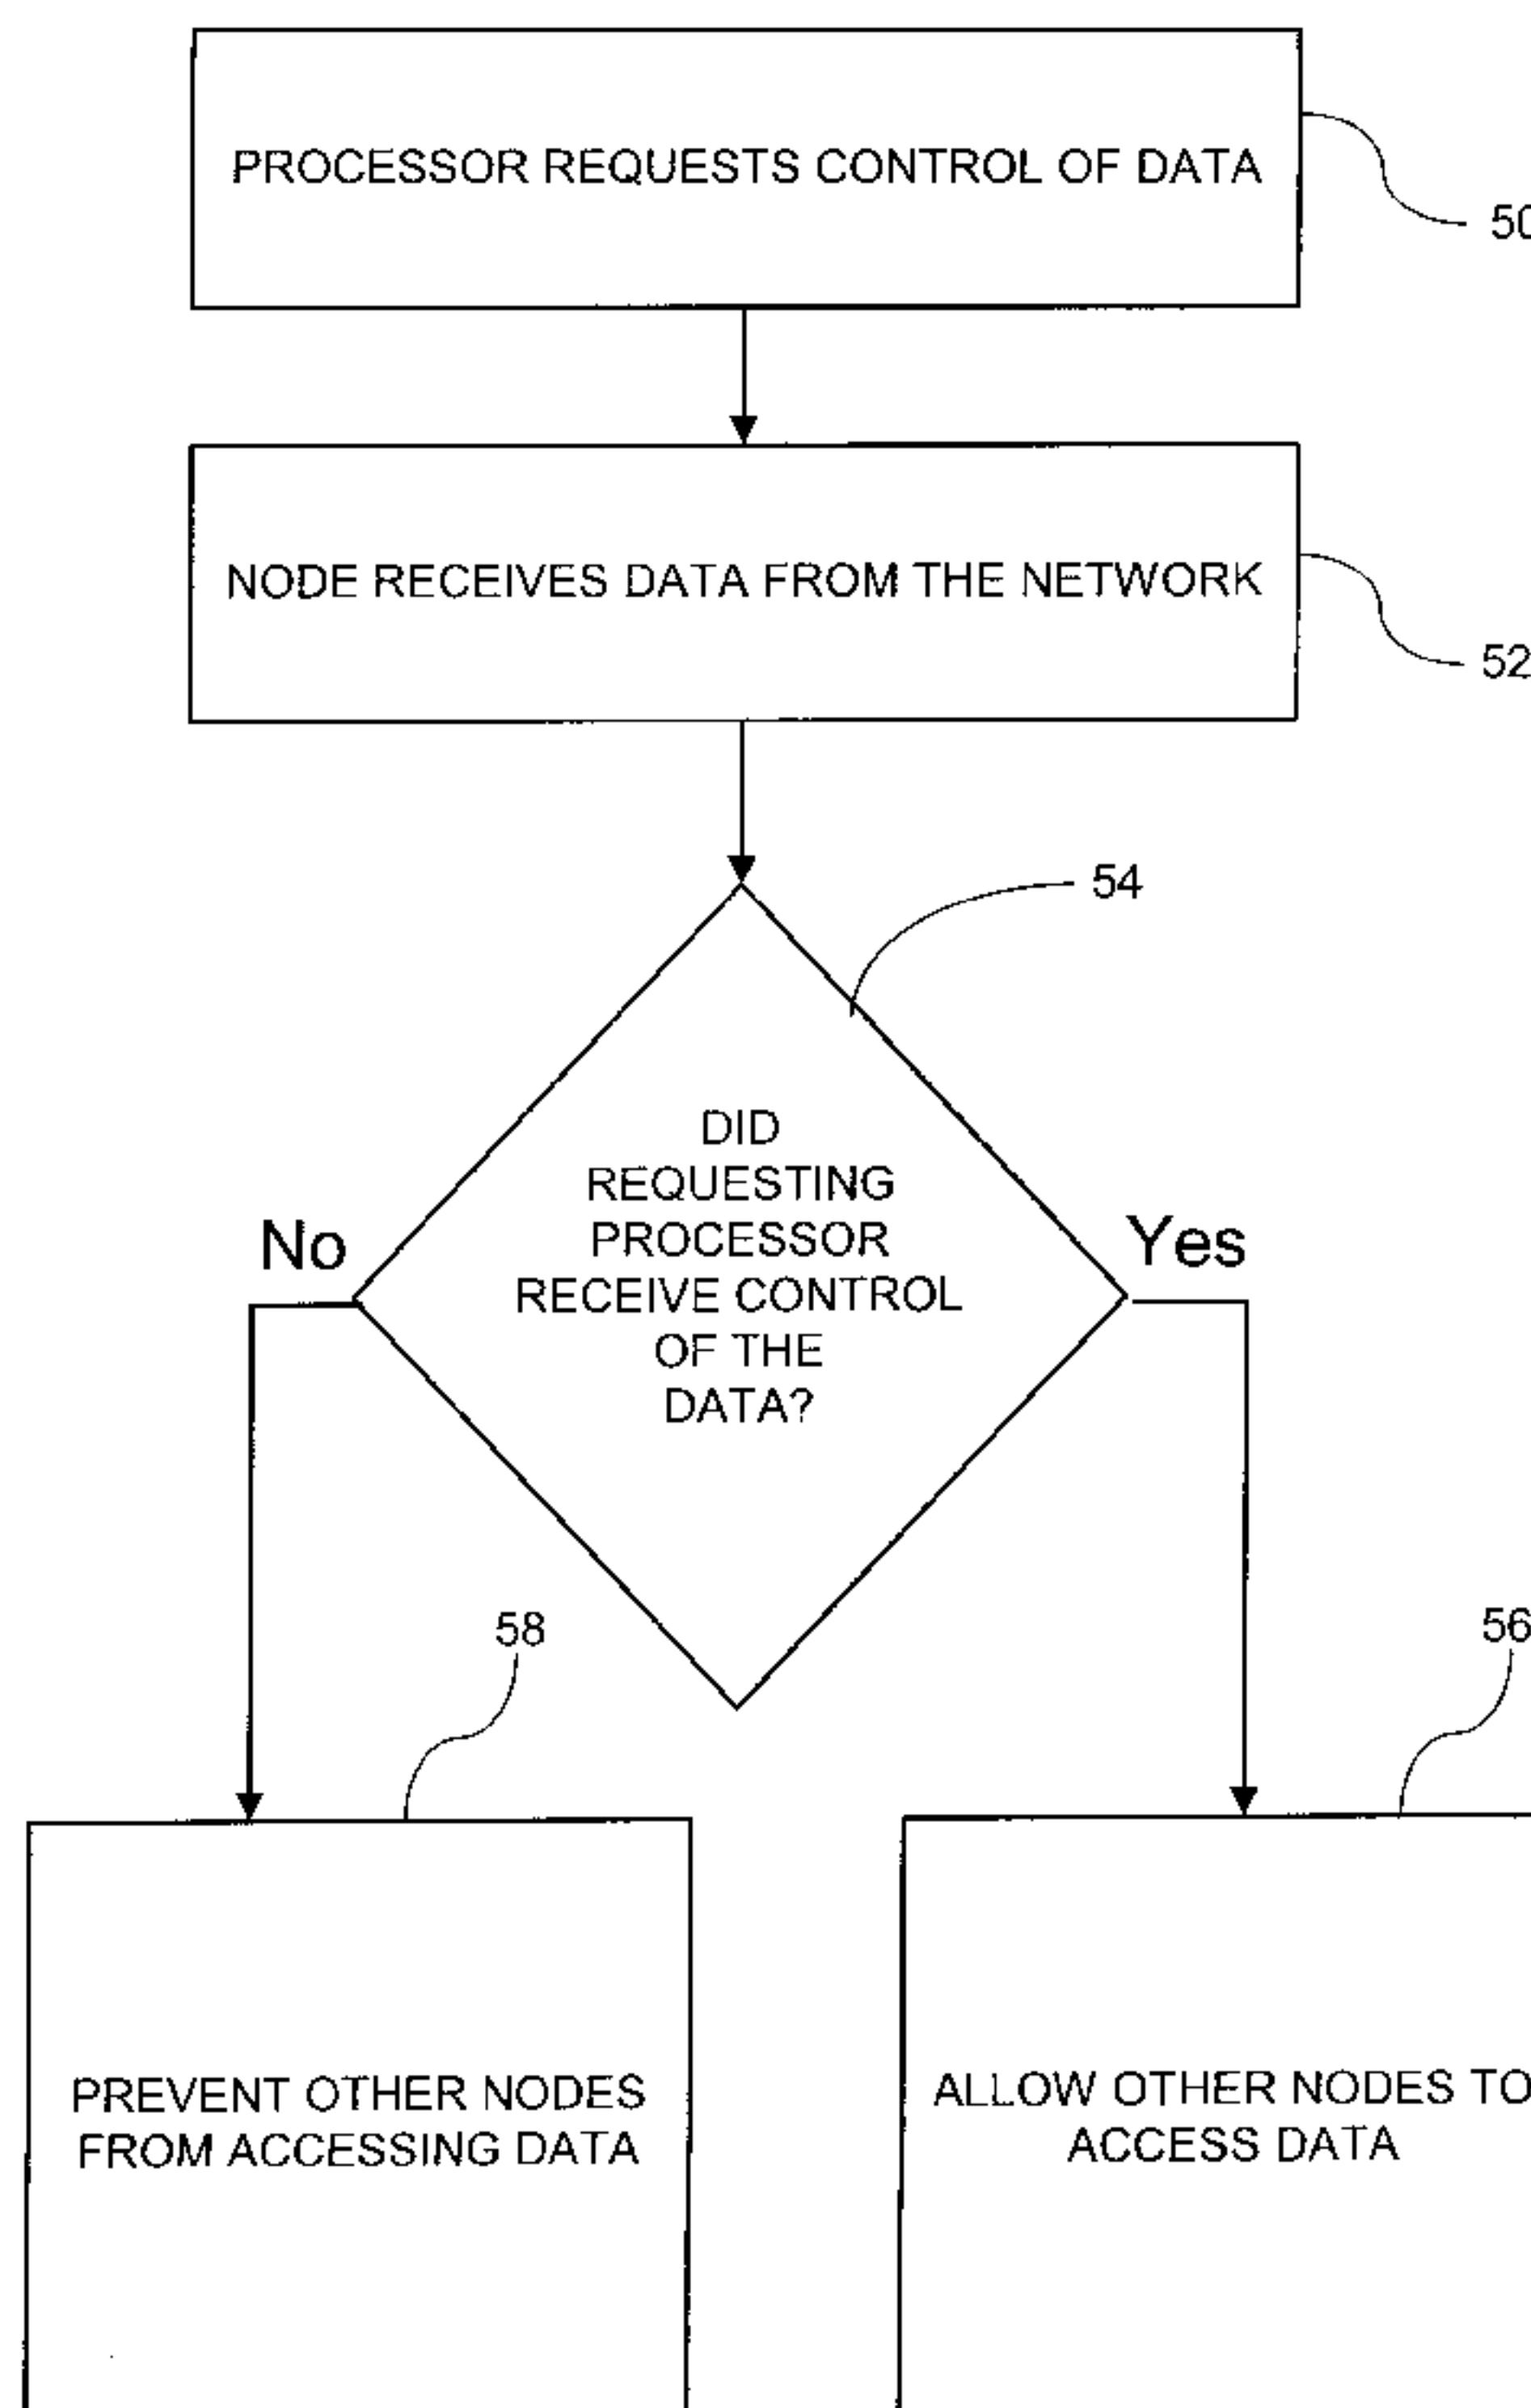 PROCESSOR REQUESTS CONTROL OF DATA
50
NODE RECEIVES DATA FROM THE NETWORK
52
54
DID
REQUESTING
PROCESSOR
RECEIVE CONTROL
OF THE
DATA?
No
Yes
58
56
PREVENT OTHER NODES
FROM ACCESSING DATA
ALLOW OTHER NODES TO
ACCESS DATA